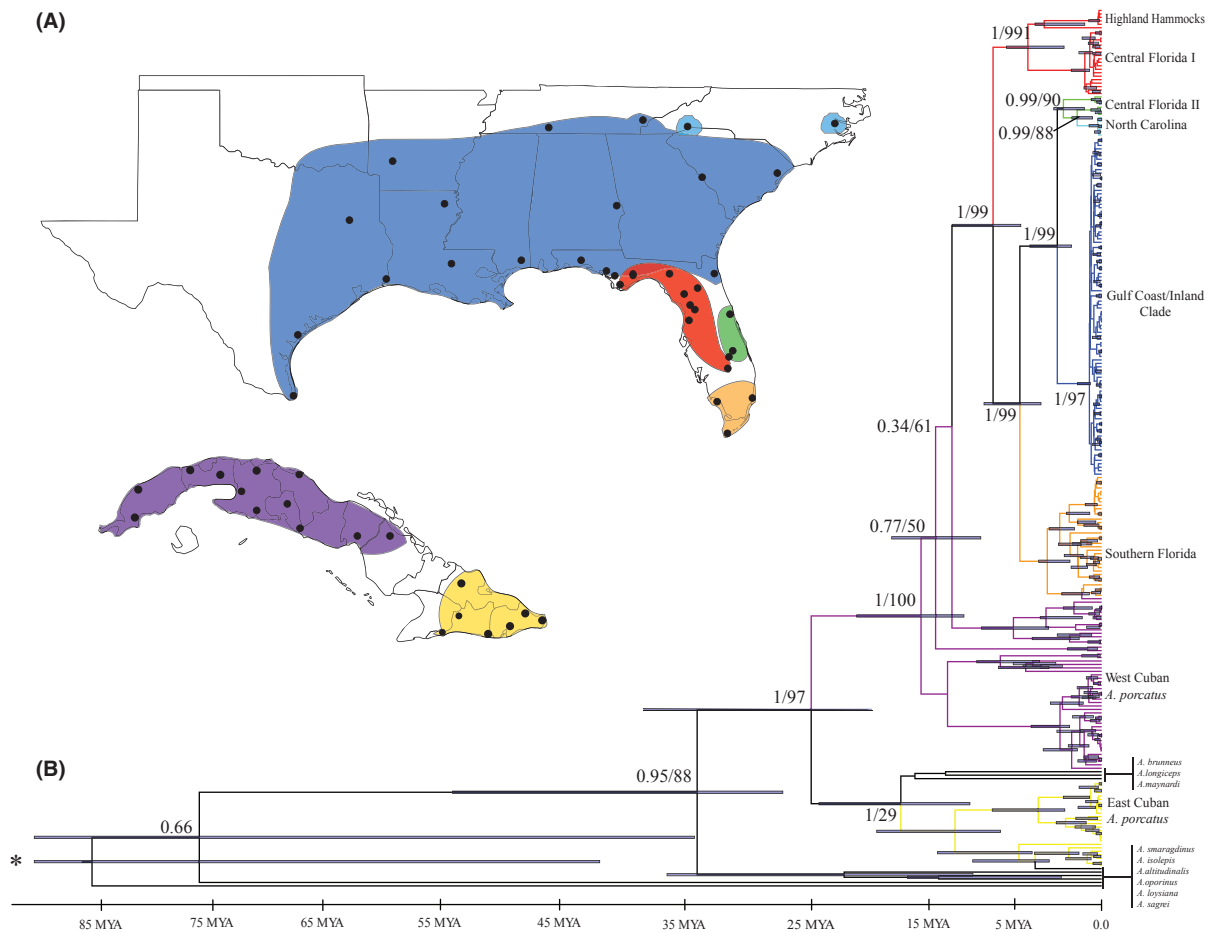 (A)
Highland Hammocks
1/991
Central Florida I
0.99/90
Central Florida II
North Carolina
0.99/88
1/99
1/99
Gulf Coast/Inland
Clade
1/97
1/99
0.34/61
0.77/50
Southern Florida
1/100
West Cuban
A. porcatus
1/97
(B)
0.95/88
A. brunneus
A.longiceps
A.maynardi
East Cuban
A. porcatus
1/29
0.66
A. smaragdinus
A. isolepis
A.altitudinalis
A.oporinus
A. loysiana
A. sagrei
*
85 MYA
75 MYA
65 MYA
55 MYA
45 MYA
35 MYA
25 MYA
15 MYA
5 MYA
0.0